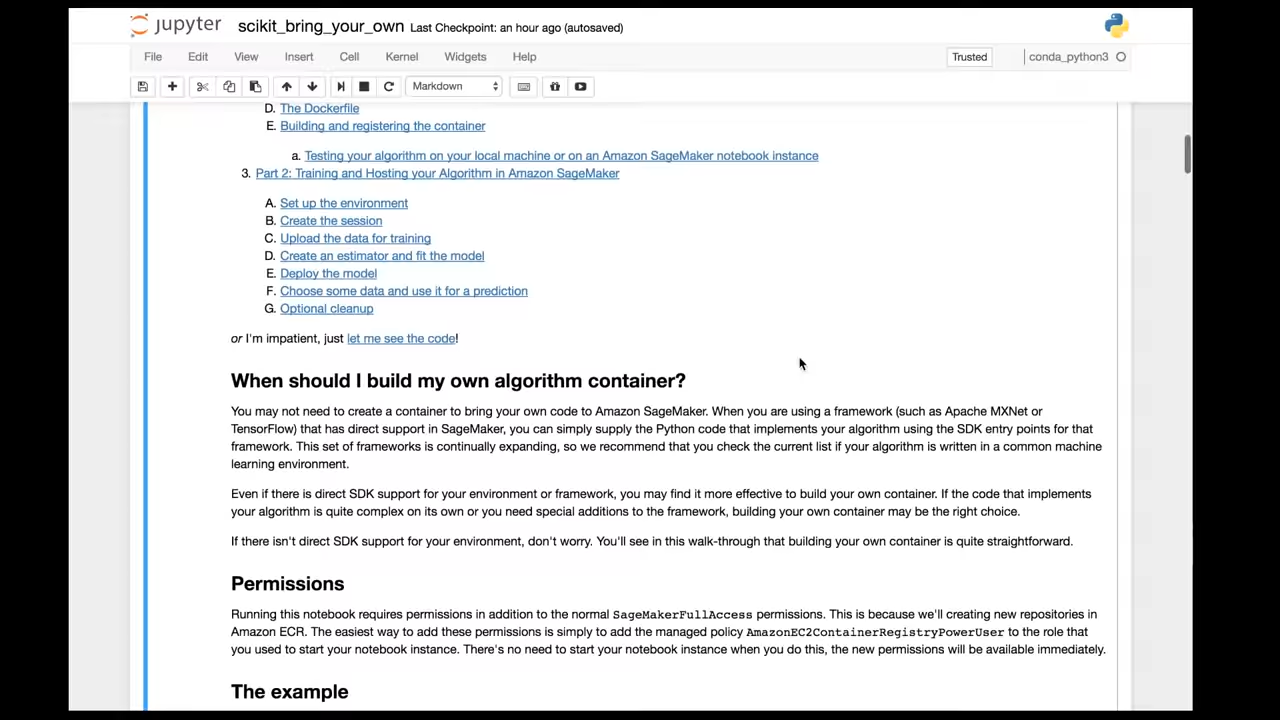 jupyter scikit_bring_your_own Last Checkpoint: an hour ago (autosaved)
File Edit View Insert Cell Kernel Widgets Help Trusted conda_python3
Markdown
D. The Dockerfile
E. Building and registering the container
a. Testing your algorithm on your local machine or on an Amazon SageMaker notebook instance
3. Part 2: Training and Hosting your Algorithm in Amazon SageMaker
A. Set up the environment
B. Create the session
C. Upload the data for training
D. Create an estimator and fit the model
E. Deploy the model
F. Choose some data and use it for a prediction
G. Optional cleanup
or I'm impatient, just let me see the code!
When should I build my own algorithm container?
You may not need to create a container to bring your own code to Amazon SageMaker. When you are using a framework (such as Apache MXNet or
TensorFlow) that has direct support in SageMaker, you can simply supply the Python code that implements your algorithm using the SDK entry points for that
framework. This set of frameworks is continually expanding, so we recommend that you check the current list if your algorithm is written in a common machine
learning environment.
Even if there is direct SDK support for your environment or framework, you may find it more effective to build your own container. If the code that implements
your algorithm is quite complex on its own or you need special additions to the framework, building your own container may be the right choice.
If there isn't direct SDK support for your environment, don't worry. You'll see in this walk-through that building your own container is quite straightforward.
Permissions
Running this notebook requires permissions in addition to the normal SageMakerFullAccess permissions. This is because we'll creating new repositories in
Amazon ECR. The easiest way to add these permissions is simply to add the managed policy AmazonEC2ContainerRegistryPowerUser to the role that
you used to start your notebook instance. There's no need to start your notebook instance when you do this, the new permissions will be available immediately.
The example